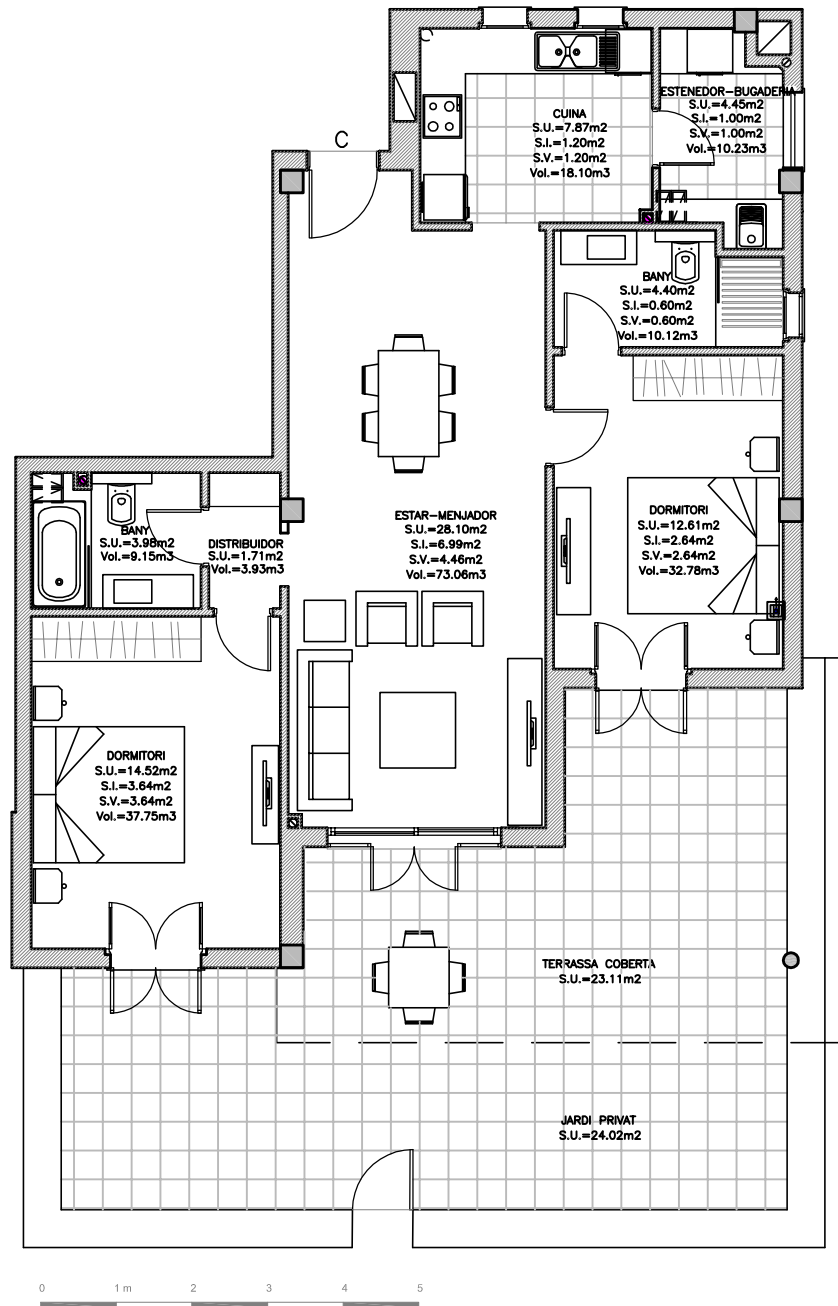 C
CUINA
S.U.=7.87m2
S.I.=1.20m2
S.V.=1.20m2
Vol.=18.10m3
ESTENEDOR-BUGADERIA
S.U.=4.45m2
S.I.=1.00m2
S.V.=1.00m2
Vol.=10.23m3
BANY
S.U.=4.40m2
S.I.=0.60m2
S.V.=0.60m2
Vol.=10.12m3
ESTAR-MENJADOR
S.U.=28.10m2
S.I.=6.99m2
S.V.=4.46m2
Vol.=73.06m3
DORMITORI
S.U.=12.61m2
S.I.=2.64m2
S.V.=2.64m2
Vol.=32.78m3
BANY
S.U.=3.98m2
Vol.=9.15m3
DISTRIBUIDOR
S.U.=1.71m2
Vol.=3.93m3
DORMITORI
S.U.=14.52m2
S.I.=3.64m2
S.V.=3.64m2
Vol.=37.75m3
TERRASSA COBERTA
S.U.=23.11m2
JARDI PRIVAT
S.U.=24.02m2
0 1 m 2 3 4 5